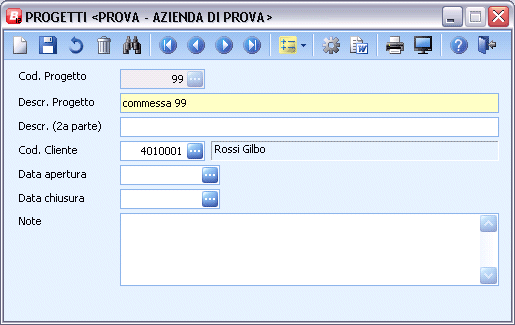 PROGETTI <PROVA - AZIENDA DI PROVA>
Cod. Progetto 99
Descr. Progetto commessa 99
Descr. (2a parte)
Cod. Cliente 4010001 Rossi Gilbo
Data apertura
Data chiusura
Note